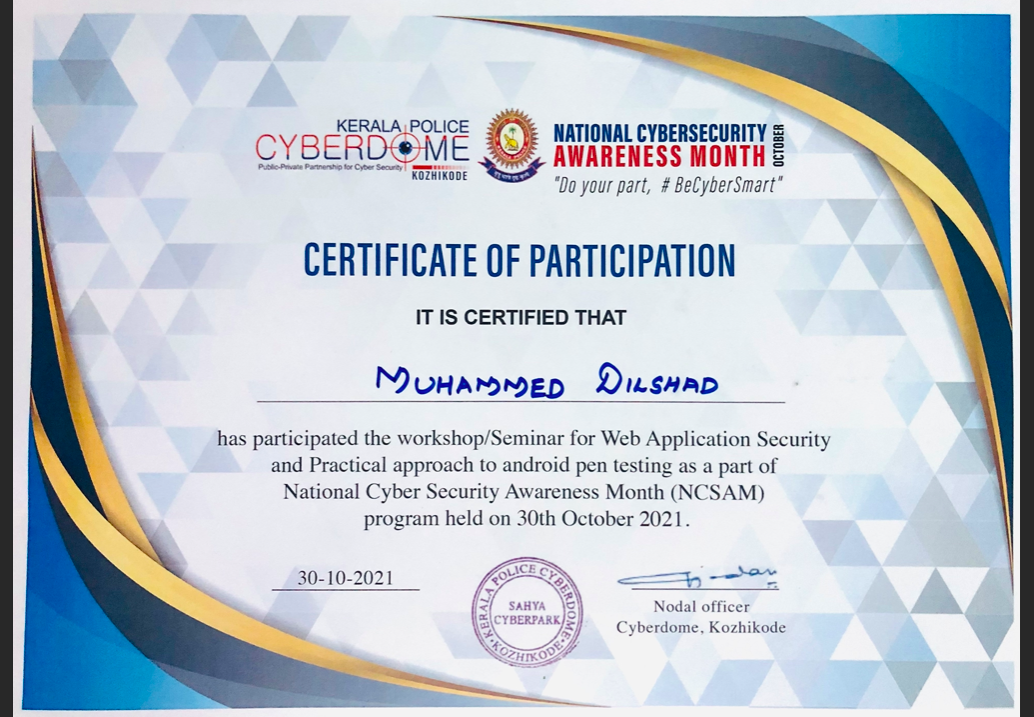 KERALA POLICE
CYBERDOME
Public-Private Partnership for Cyber Security
KOZHIKODE
NATIONAL CYBERSECURITY
AWARENESS MONTH
OCTOBER
"Do your part, # BeCyberSmart"
CERTIFICATE OF PARTICIPATION
IT IS CERTIFIED THAT
MUHAMMED DILSHAD
has participated the workshop/Seminar for Web Application Security
and Practical approach to android pen testing as a part of
National Cyber Security Awareness Month (NCSAM)
program held on 30th October 2021.
30-10-2021
KERALA POLICE CYBERDOME
SAHYA
CYBERPARK
KOZHIKODE
Nodal officer
Cyberdome, Kozhikode